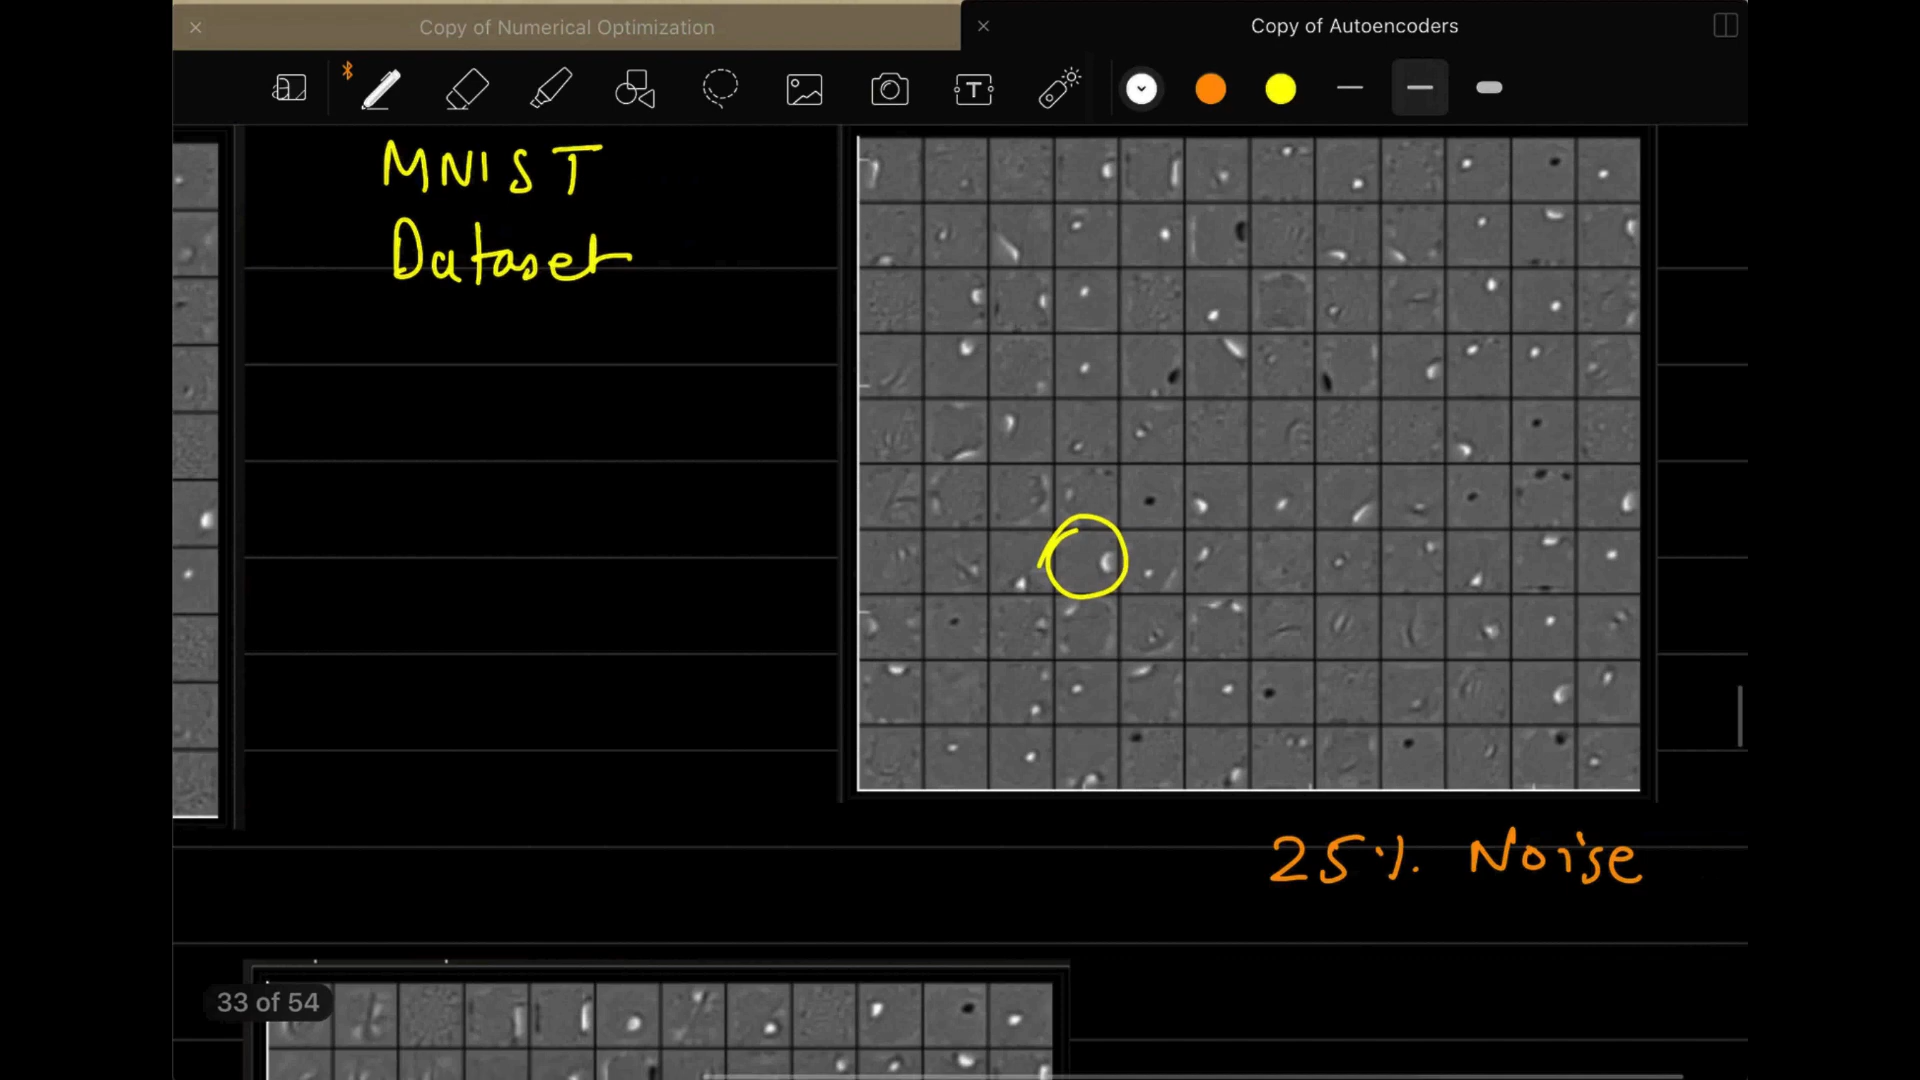 Copy of Numerical Optimization
Copy of Autoencoders
MNIST
Dataset
25% Noise
33 of 54